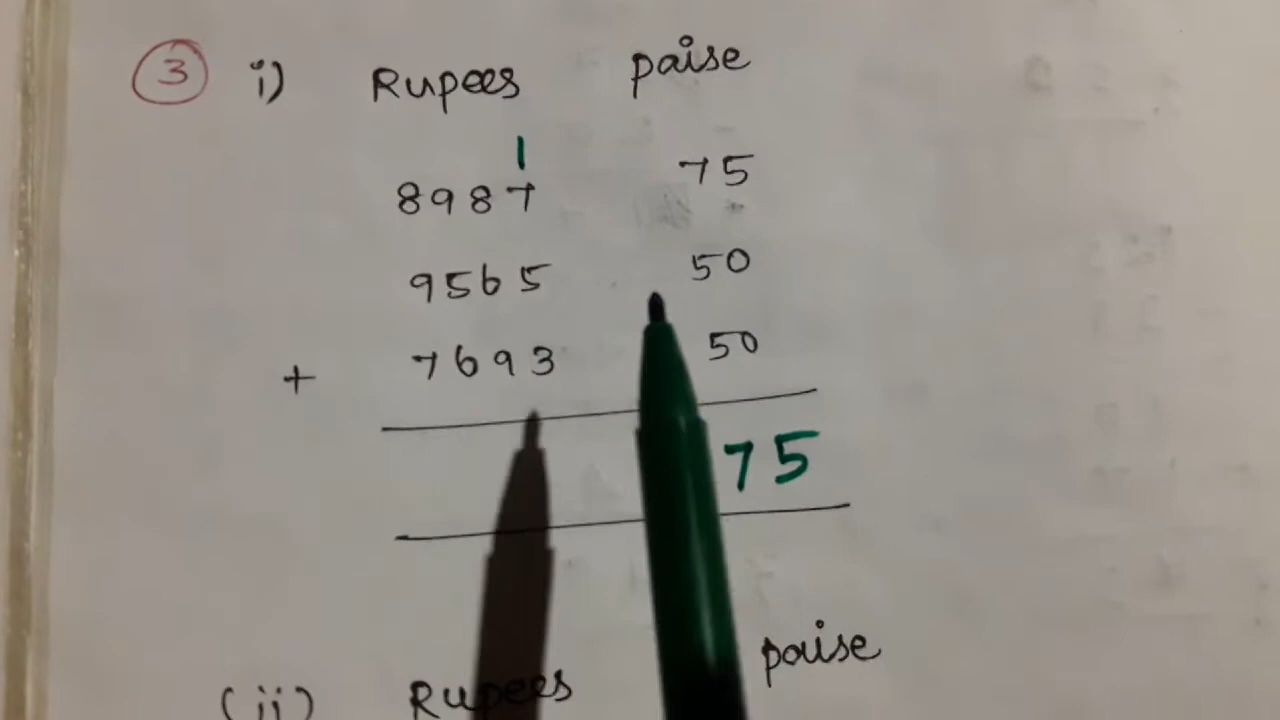 3 i) Rupees paise
1
8987 75
9565 50
+ 7693 50
75
(ii) Rupees paise